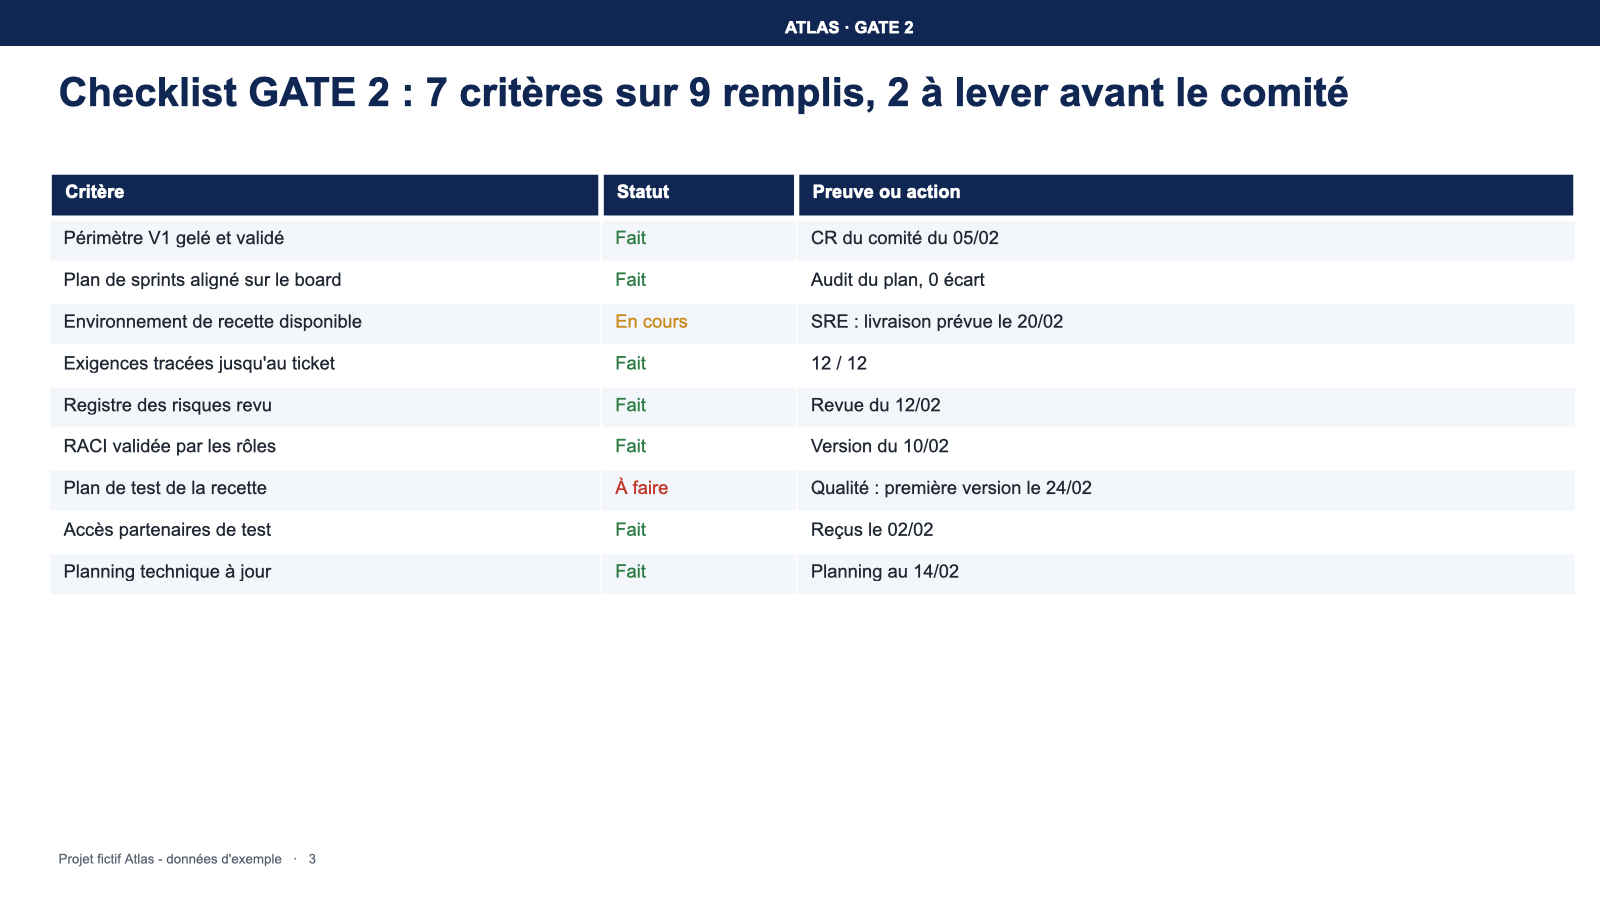 ATLAS · GATE 2
Checklist GATE 2 : 7 critères sur 9 remplis, 2 à lever avant le comité
Critère Statut Preuve ou action
Périmètre V1 gelé et validé Fait CR du comité du 05/02
Plan de sprints aligné sur le board Fait Audit du plan, 0 écart
Environnement de recette disponible En cours SRE : livraison prévue le 20/02
Exigences tracées jusqu'au ticket Fait 12 / 12
Registre des risques revu Fait Revue du 12/02
RACI validée par les rôles Fait Version du 10/02
Plan de test de la recette À faire Qualité : première version le 24/02
Accès partenaires de test Fait Reçus le 02/02
Planning technique à jour Fait Planning au 14/02
Projet fictif Atlas - données d'exemple · 3